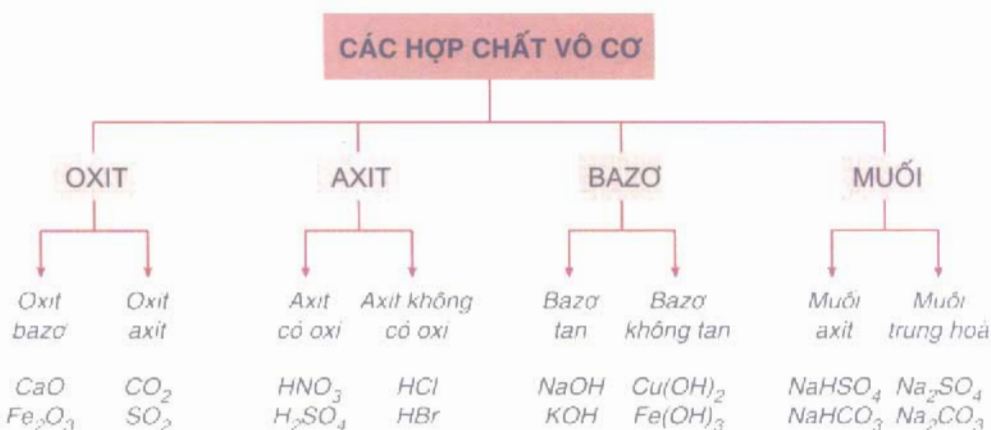 CÁC HỢP CHẤT VÔ CƠ
OXIT AXIT BAZƠ MUỐI
Oxit Oxit Axit Axit không Bazơ Bazơ Muối Muối
bazơ axit có oxi có oxi tan không tan axit trung hoà
CaO CO₂ HNO₃ HCl NaOH Cu(OH)₂ NaHSO₄ Na₂SO₄
Fe₂O₃ SO₂ H₂SO₄ HBr KOH Fe(OH)₃ NaHCO₃ Na₂CO₃